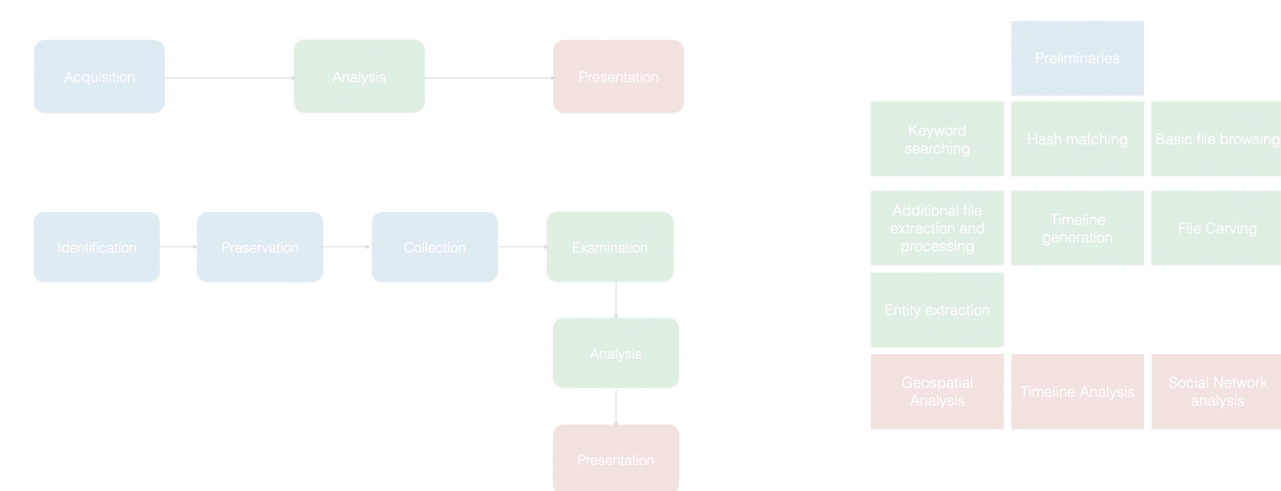 Acquisition
Analysis
Presentation
Identification
Preservation
Collection
Examination
Analysis
Presentation
Preliminaries
Keyword
searching
Hash matching
Basic file browsing
Additional file
extraction and
processing
Timeline
generation
File Carving
Entity extraction
Geospatial
Analysis
Timeline Analysis
Social Network
analysis